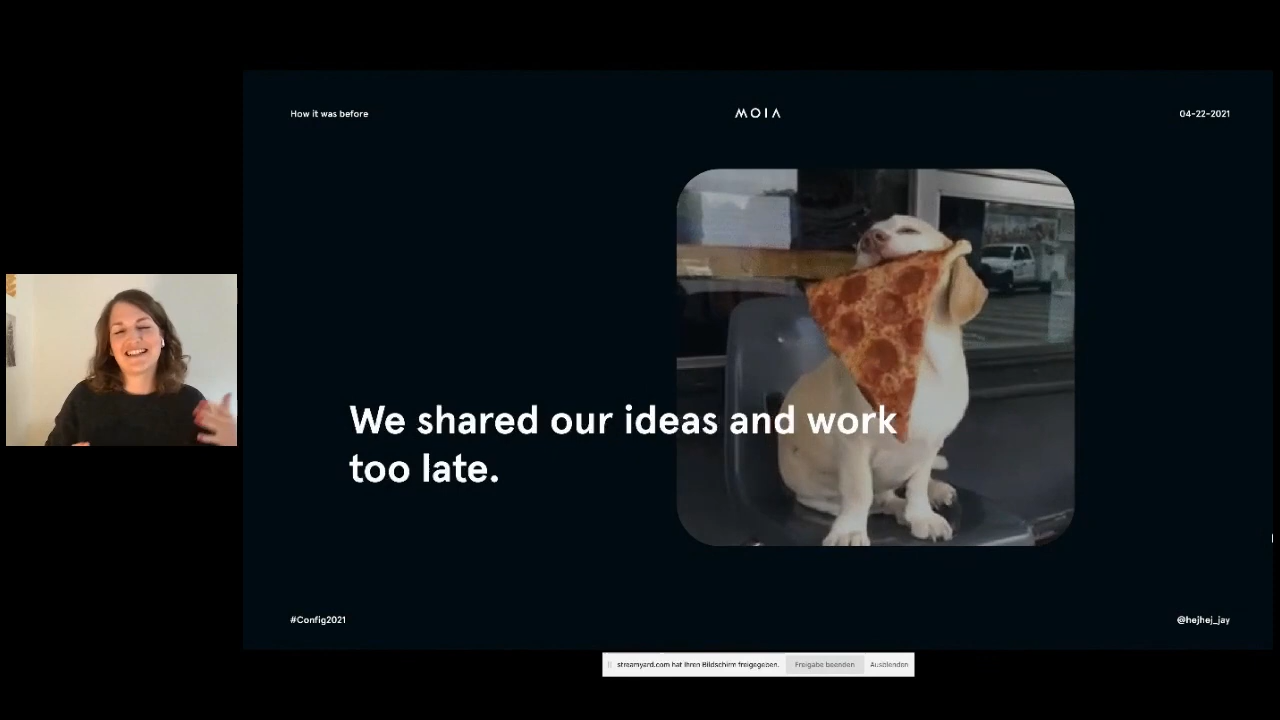 How it was before
MOIA
04-22-2021
We shared our ideas and work
too late.
#Config2021
@hejhej_jay
streamyard.com hat Ihren Bildschirm freigegeben.
Freigabe beenden
Ausblenden